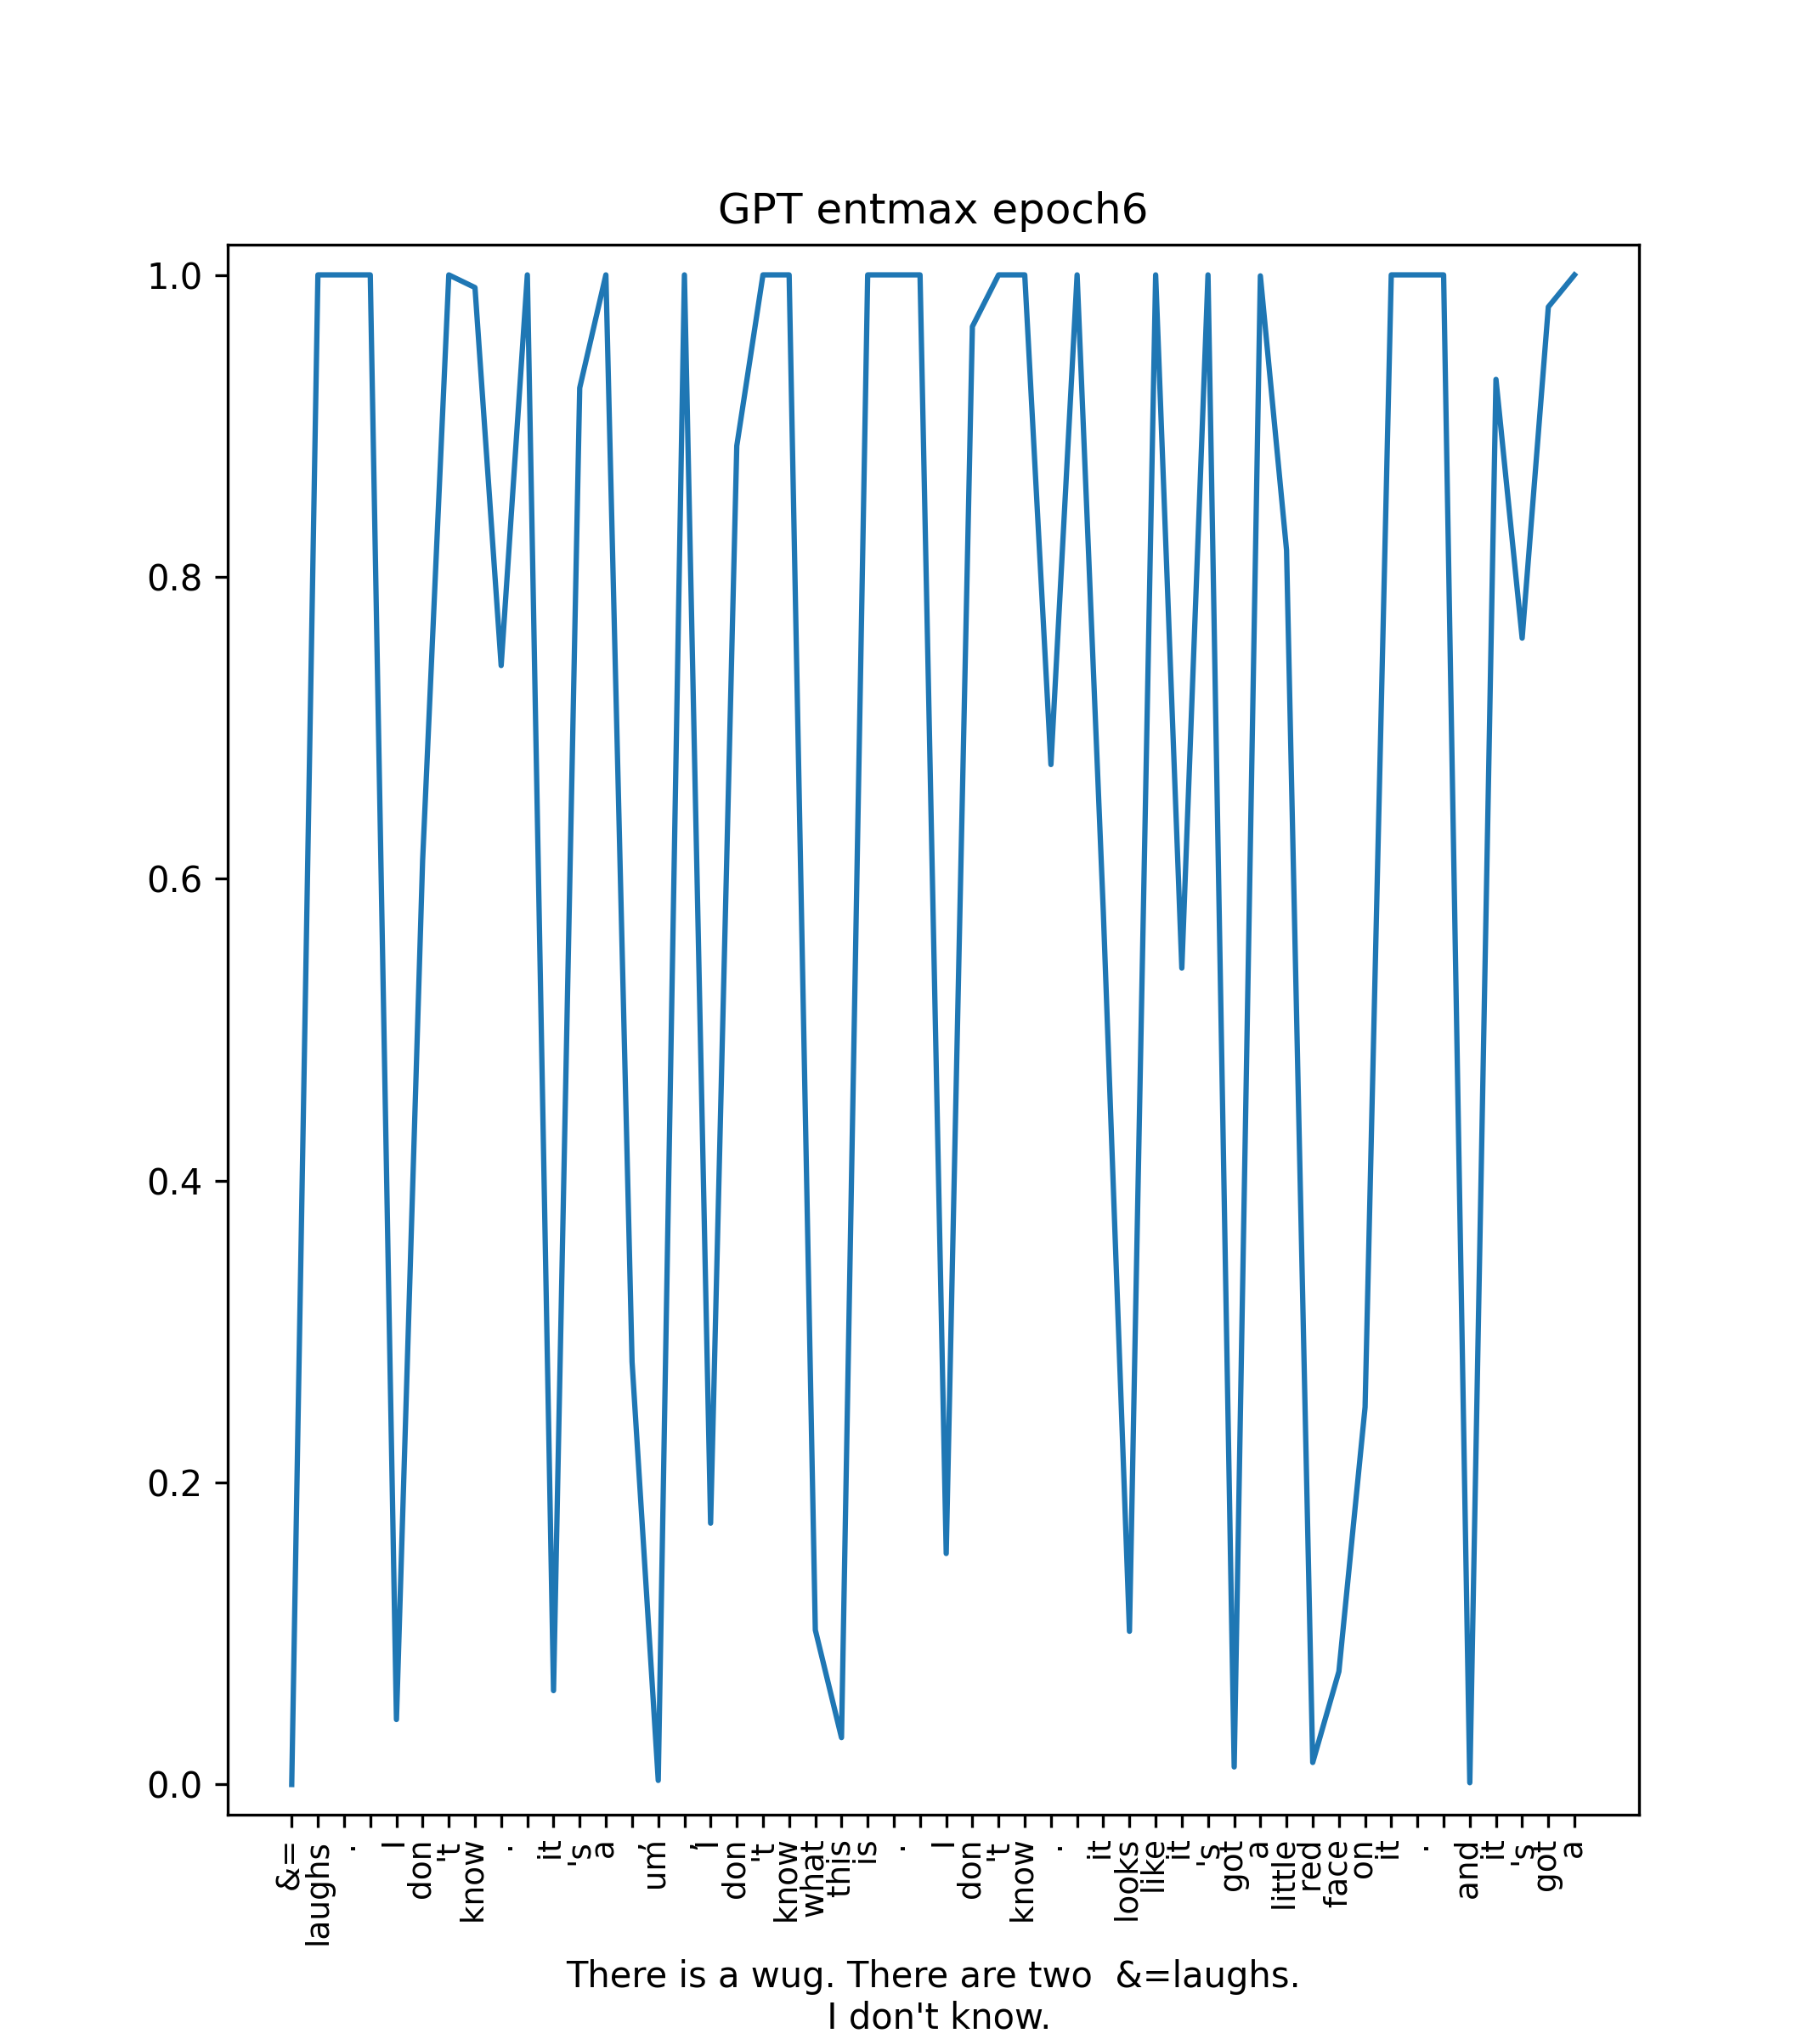 GPT entmax epoch6
1.0
0.8
0.6
0.4
0.2
0.0
&=
laughs
.
I
don
't
know
.
it
's
a
um
,
I
don
't
know
what
this
is
.
I
don
't
know
.
it
looks
like
it
's
got
a
little
red
face
on
it
.
and
it
's
got
a
There is a wug. There are two  &=laughs.
I don't know.